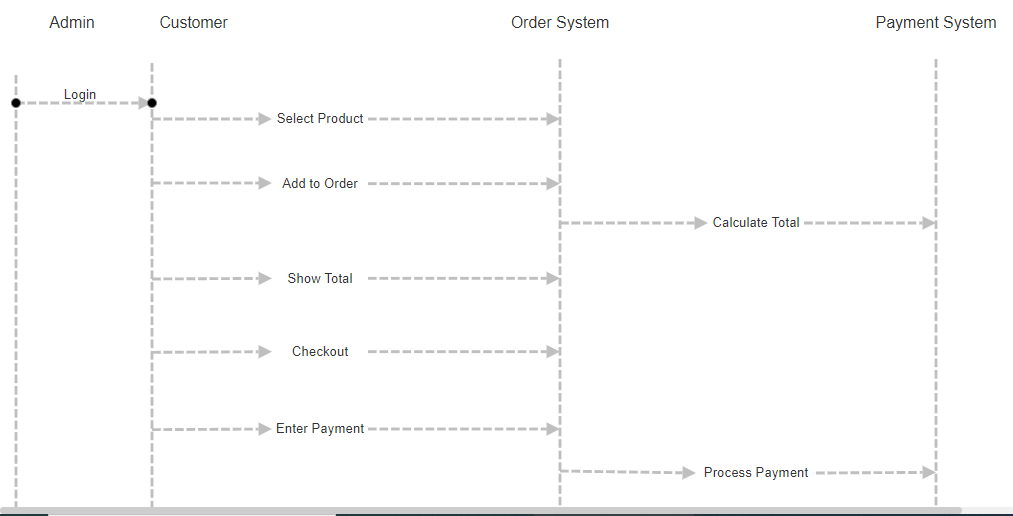 Admin
Customer
Order System
Payment System
Login
Select Product
Add to Order
Calculate Total
Show Total
Checkout
Enter Payment
Process Payment